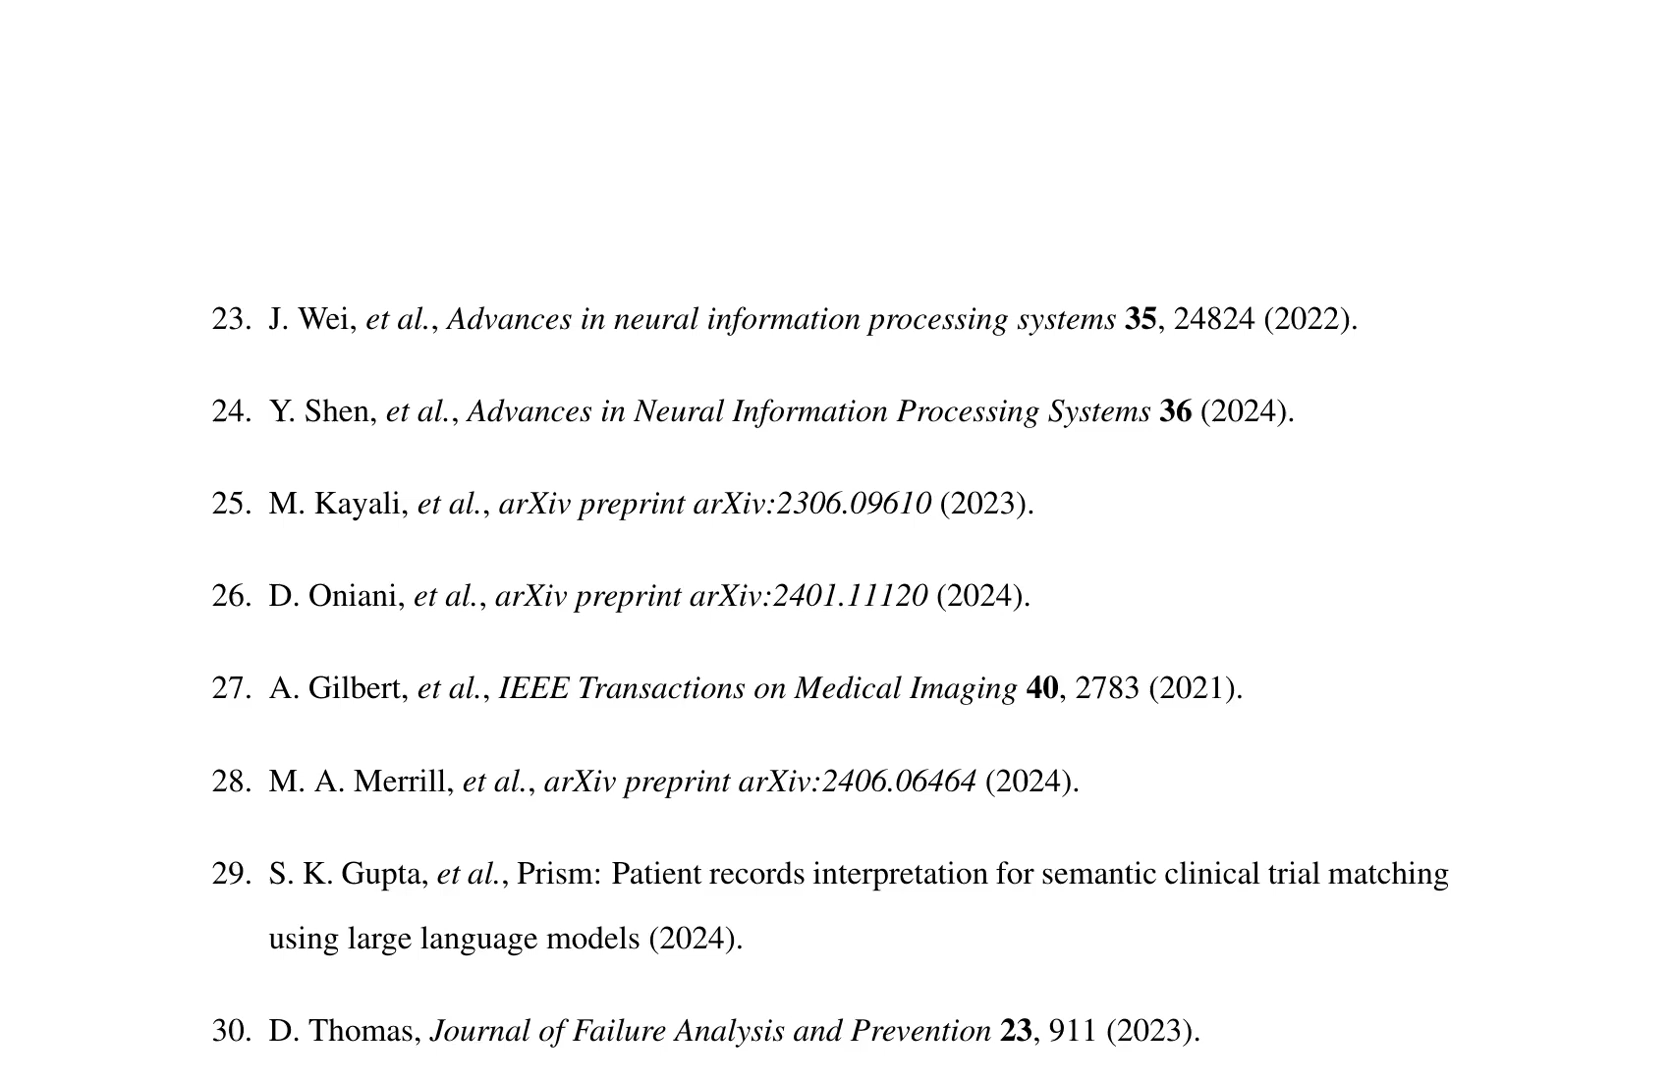 23. J. Wei, et al., Advances in neural information processing systems 35, 24824 (2022).
24. Y. Shen, et al., Advances in Neural Information Processing Systems 36 (2024).
25. M. Kayali, et al., arXiv preprint arXiv:2306.09610 (2023).
26. D. Oniani, et al., arXiv preprint arXiv:2401.11120 (2024).
27. A. Gilbert, et al., IEEE Transactions on Medical Imaging 40, 2783 (2021).
28. M. A. Merrill, et al., arXiv preprint arXiv:2406.06464 (2024).
29. S. K. Gupta, et al., Prism: Patient records interpretation for semantic clinical trial matching
using large language models (2024).
30. D. Thomas, Journal of Failure Analysis and Prevention 23, 911 (2023).